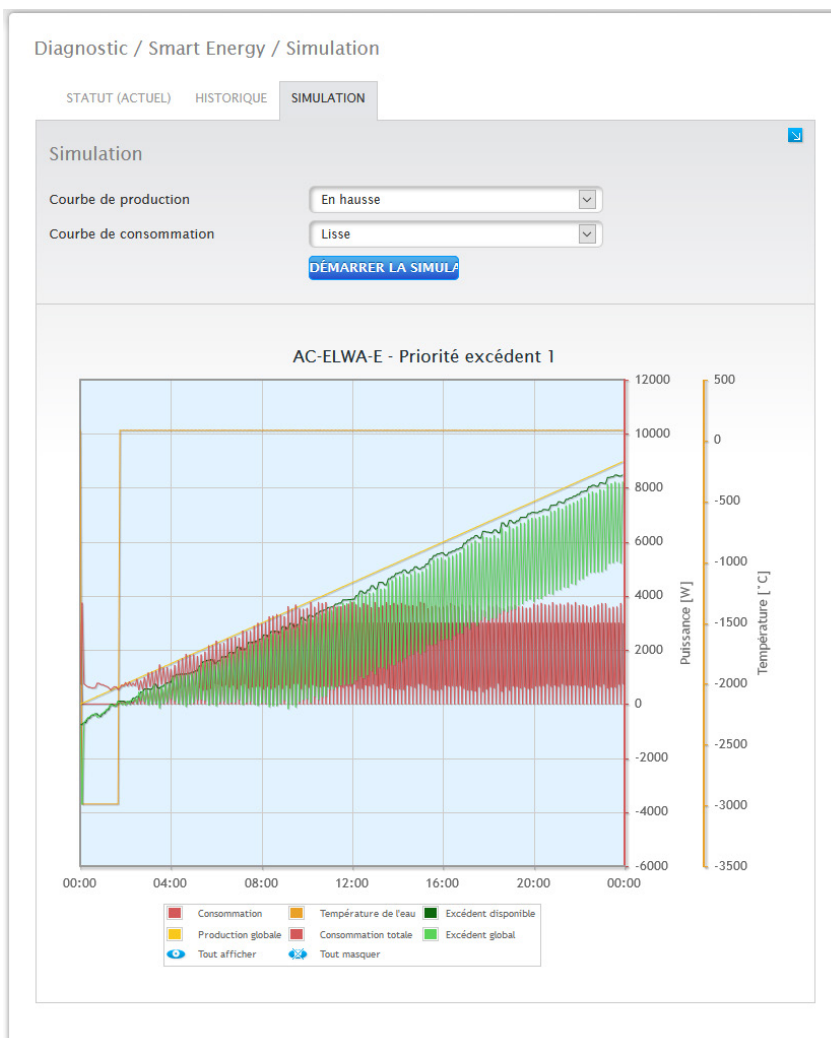 Diagnostic / Smart Energy / Simulation
STATUT (ACTUEL) HISTORIQUE SIMULATION
Simulation
Courbe de production En hausse
Courbe de consommation Lisse
DÉMARRER LA SIMULA
AC-ELWA-E - Priorité excédent 1
12000 500
10000 0
8000 -500
6000 -1000
4000 -1500
2000 -2000
0 -2500
-2000 -3000
-4000 -3500
-6000
Puissance [W]
Température [°C]
00:00 04:00 08:00 12:00 16:00 20:00 00:00
Consommation Température de l'eau Excédent disponible
Production globale Consommation totale Excédent global
Tout afficher Tout masquer